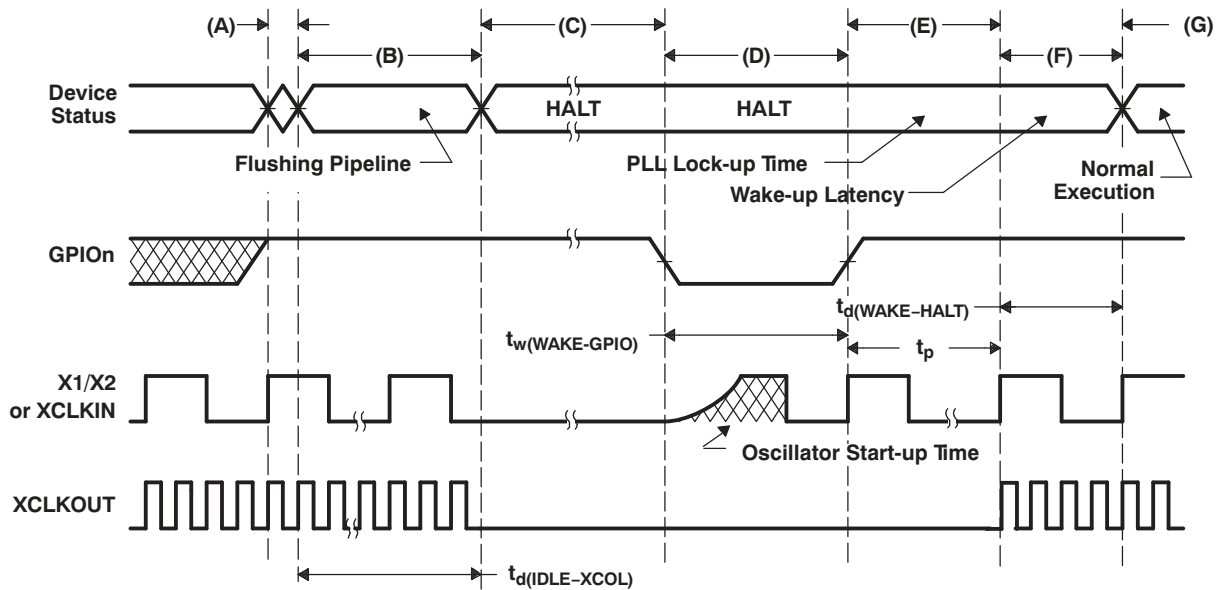 (A)
(C)
(E)
(G)
(B)
(D)
(F)
Device
Status
HALT
HALT
Flushing Pipeline
PLL Lock-up Time
Wake-up Latency
Normal
Execution
GPIOn
td(WAKE–HALT)
tw(WAKE-GPIO)
tp
X1/X2
or XCLKIN
Oscillator Start-up Time
XCLKOUT
td(IDLE–XCOL)